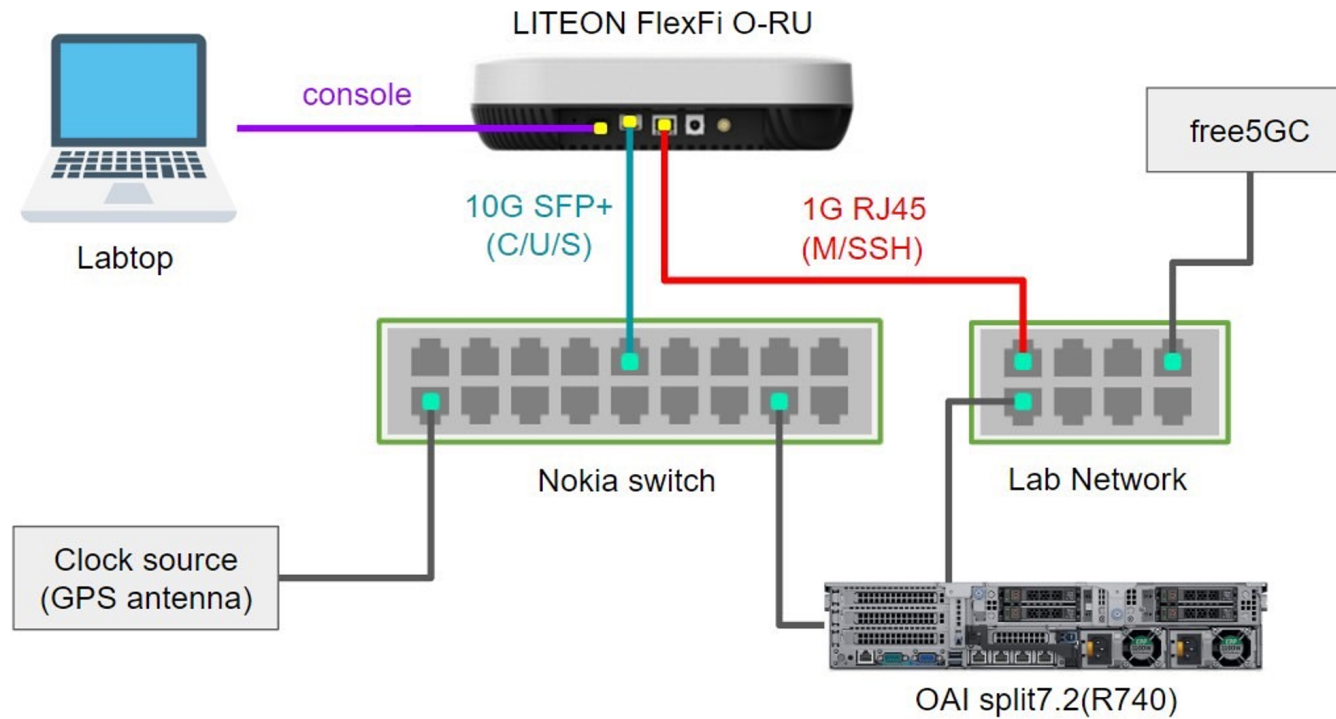 LITEON FlexFi O-RU
console
free5GC
10G SFP+
(C/U/S)
1G RJ45
(M/SSH)
Labtop
Nokia switch
Lab Network
Clock source
(GPS antenna)
OAI split7.2(R740)